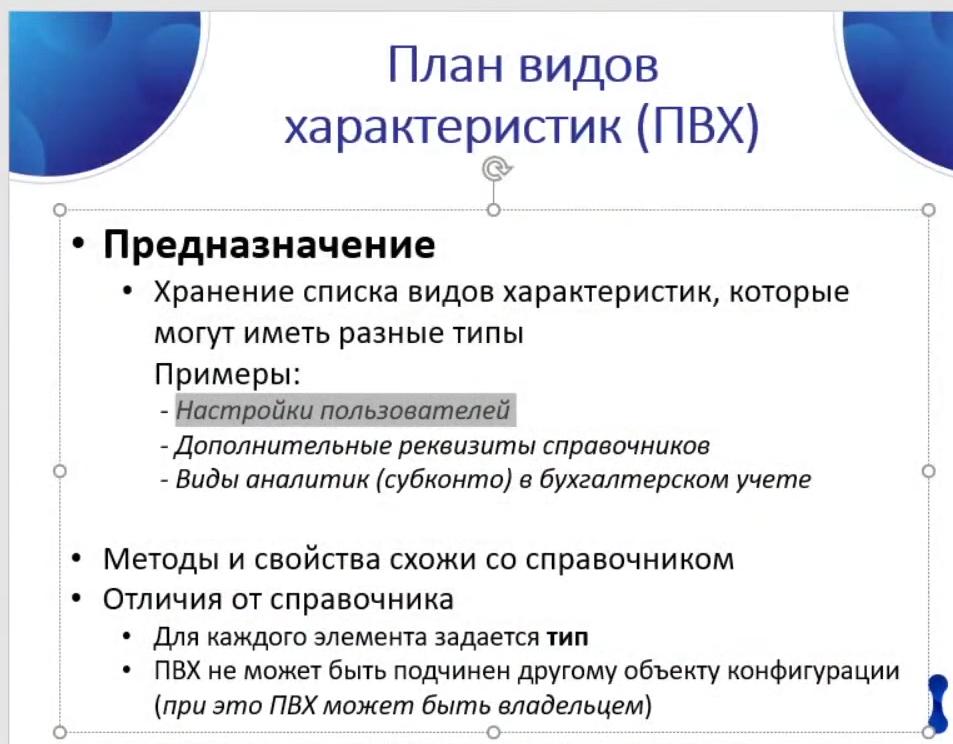 План видов
характеристик (ПВХ)
• Предназначение
• Хранение списка видов характеристик, которые
могут иметь разные типы
Примеры:
- Настройки пользователей
- Дополнительные реквизиты справочников
- Виды аналитик (субконто) в бухгалтерском учете
• Методы и свойства схожи со справочником
• Отличия от справочника
• Для каждого элемента задается тип
• ПВХ не может быть подчинен другому объекту конфигурации
(при это ПВХ может быть владельцем)